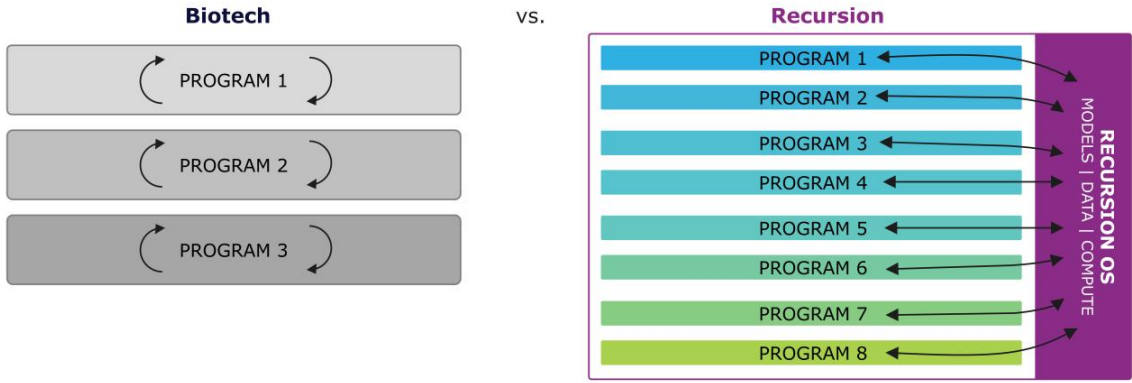 Biotech
vs.
Recursion
PROGRAM 1
PROGRAM 2
PROGRAM 3
PROGRAM 1
PROGRAM 2
PROGRAM 3
PROGRAM 4
PROGRAM 5
PROGRAM 6
PROGRAM 7
PROGRAM 8
RECURSION OS
MODELS | DATA | COMPUTE